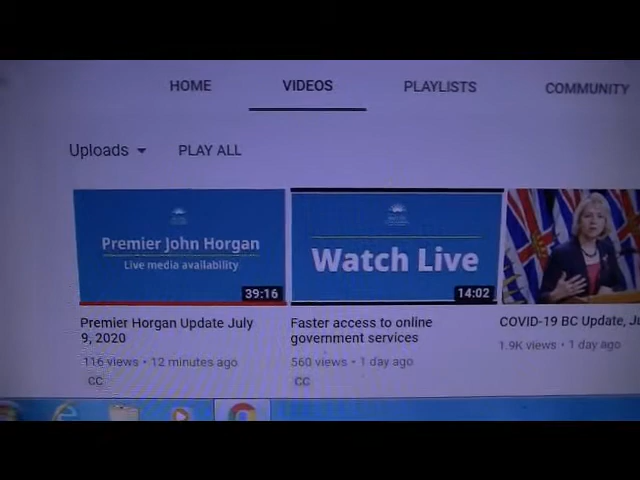 HOME VIDEOS PLAYLISTS COMMUNITY
Uploads PLAY ALL
Premier John Horgan
Live media availability
39:16
Watch Live
14:02
Premier Horgan Update July
9, 2020
116 views • 12 minutes ago
CC
Faster access to online
government services
560 views • 1 day ago
CC
COVID-19 BC Update,
1.9K views • 1 day ago